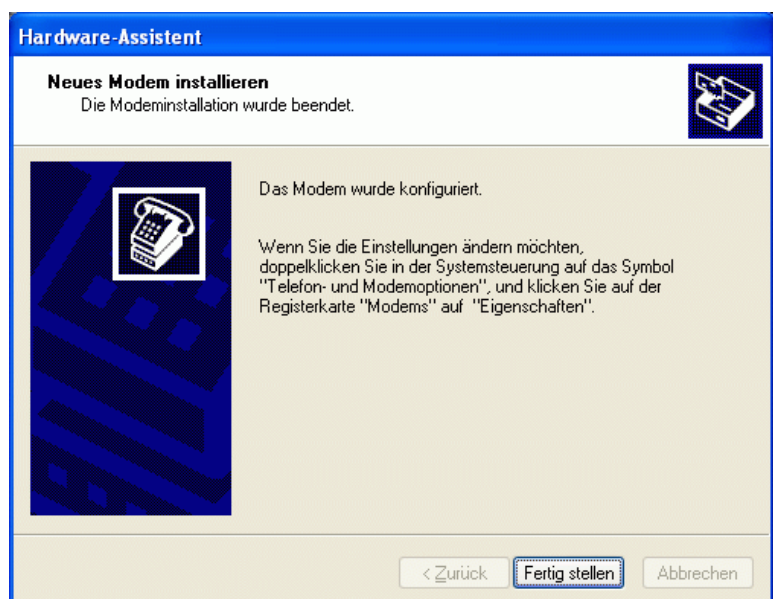 Hardware-Assistent
Neues Modem installieren
Die Modeminstallation wurde beendet.
Das Modem wurde konfiguriert.
Wenn Sie die Einstellungen ändern möchten,
doppelklicken Sie in der Systemsteuerung auf das Symbol
"Telefon- und Modemoptionen", und klicken Sie auf der
Registerkarte "Modems" auf "Eigenschaften".
< Zurück Fertig stellen Abbrechen